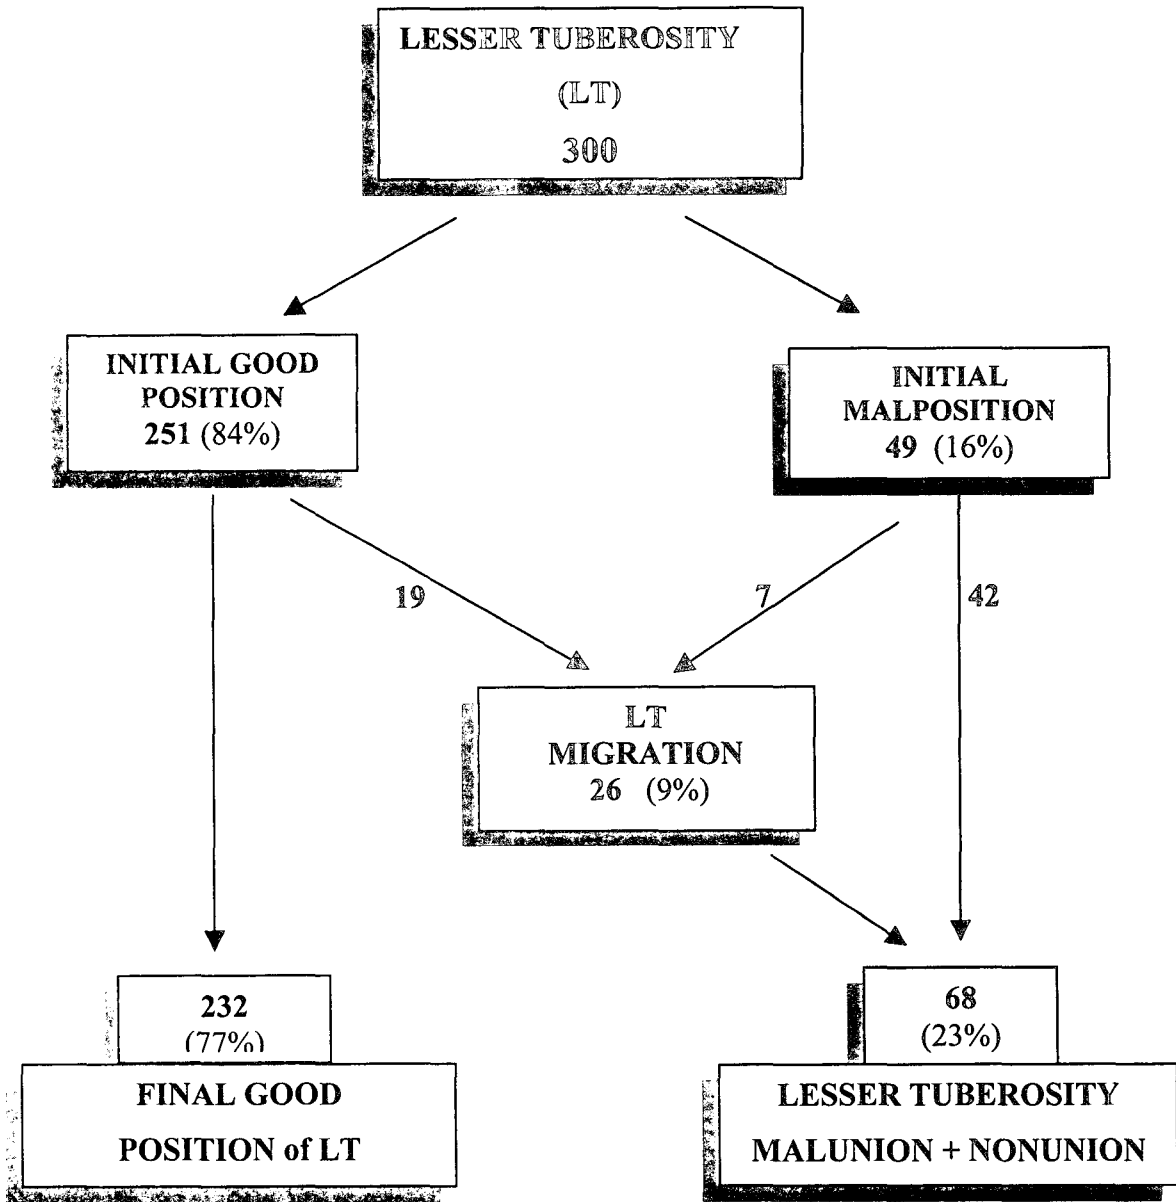 LESSER TUBEROSITY
(LT)
300
INITIAL GOOD
POSITION
251 (84%)
INITIAL
MALPOSITION
49 (16%)
19
7
42
LT
MIGRATION
26 (9%)
232
(77%)
68
(23%)
FINAL GOOD
POSITION of LT
LESSER TUBEROSITY
MALUNION + NONUNION